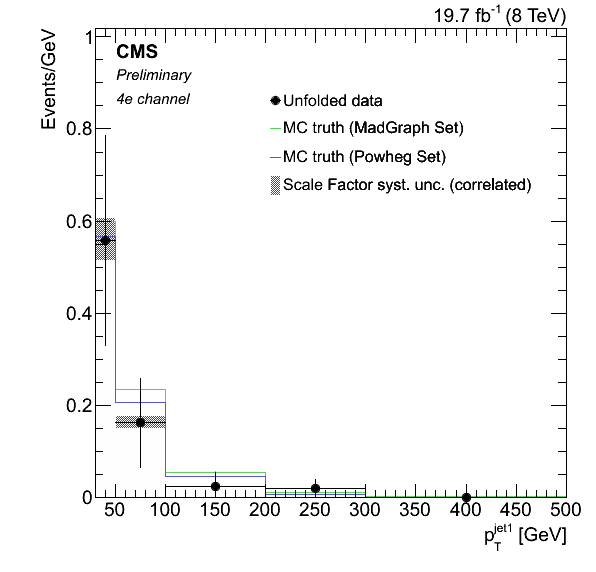 19.7 fb⁻¹ (8 TeV)
Events/GeV
CMS
Preliminary
4e channel
Unfolded data
MC truth (MadGraph Set)
MC truth (Powheg Set)
Scale Factor syst. unc. (correlated)
1
0.8
0.6
0.4
0.2
0
50 100 150 200 250 300 350 400 450 500
p_T^jet1 [GeV]